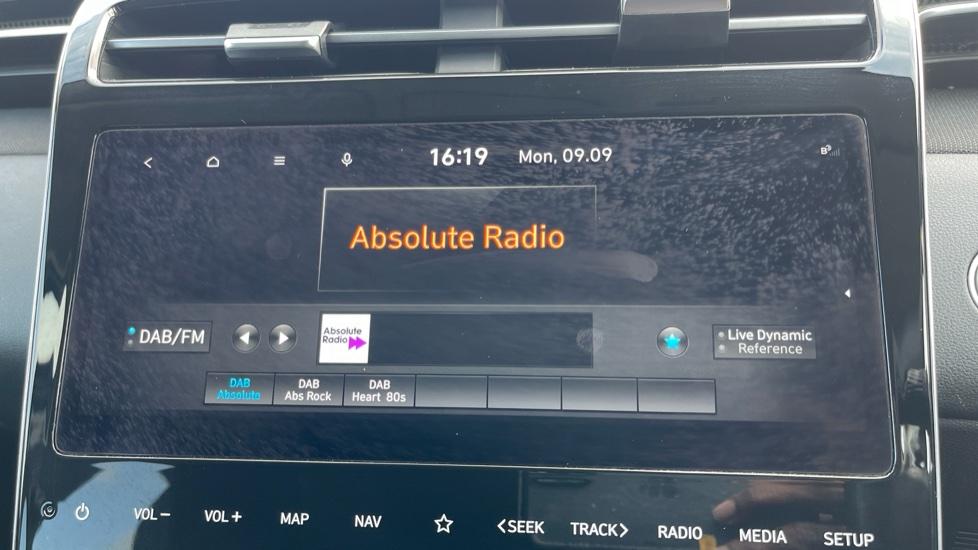 16:19 Mon, 09.09
Absolute Radio
DAB/FM
Absolute
Radio
Live Dynamic
Reference
DAB
Absolute
DAB
Abs Rock
DAB
Heart 80s
VOL− VOL+ MAP NAV <SEEK TRACK> RADIO MEDIA SETUP